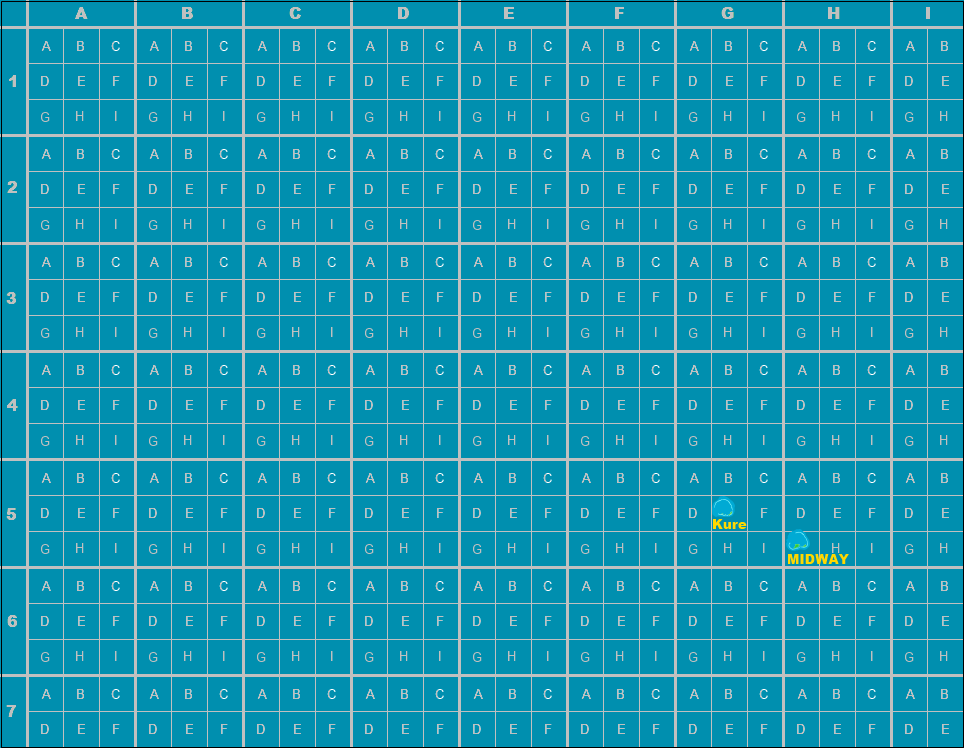 A B C D E F G H I
A B C A B C A B C A B C A B C A B C A B C A B C A B
1 D E F D E F D E F D E F D E F D E F D E F D E F D E
G H I G H I G H I G H I G H I G H I G H I G H I G H
A B C A B C A B C A B C A B C A B C A B C A B C A B
2 D E F D E F D E F D E F D E F D E F D E F D E F D E
G H I G H I G H I G H I G H I G H I G H I G H I G H
A B C A B C A B C A B C A B C A B C A B C A B C A B
3 D E F D E F D E F D E F D E F D E F D E F D E F D E
G H I G H I G H I G H I G H I G H I G H I G H I G H
A B C A B C A B C A B C A B C A B C A B C A B C A B
4 D E F D E F D E F D E F D E F D E F D E F D E F D E
G H I G H I G H I G H I G H I G H I G H I G H I G H
A B C A B C A B C A B C A B C A B C A B C A B C A B
5 D E F D E F D E F D E F D E F D E F D F D E F D E
Kure
G H I G H I G H I G H I G H I G H I G H I H I G H
MIDWAY
A B C A B C A B C A B C A B C A B C A B C A B C A B
6 D E F D E F D E F D E F D E F D E F D E F D E F D E
G H I G H I G H I G H I G H I G H I G H I G H I G H
A B C A B C A B C A B C A B C A B C A B C A B C A B
7
D E F D E F D E F D E F D E F D E F D E F D E F D E